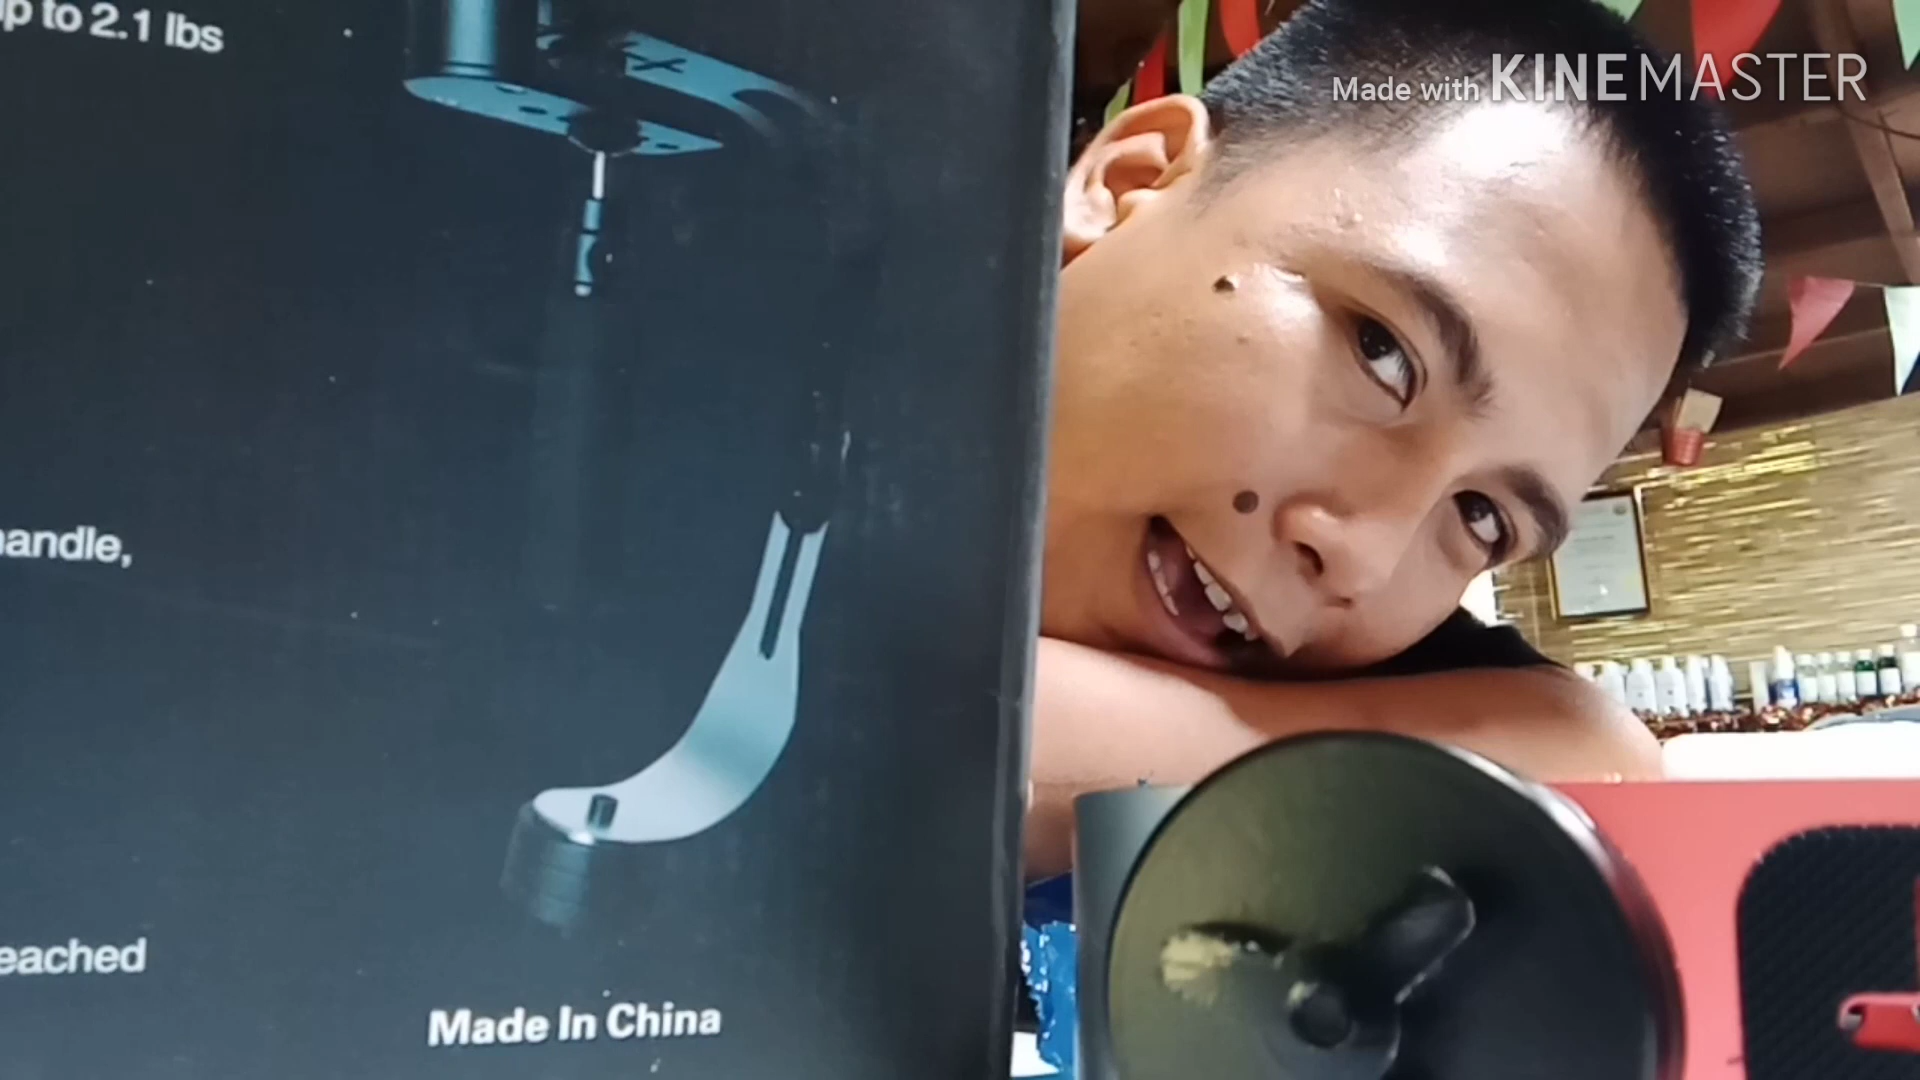 p to 2.1 lbs
Made with KINEMASTER
andle,
eached
Made In China